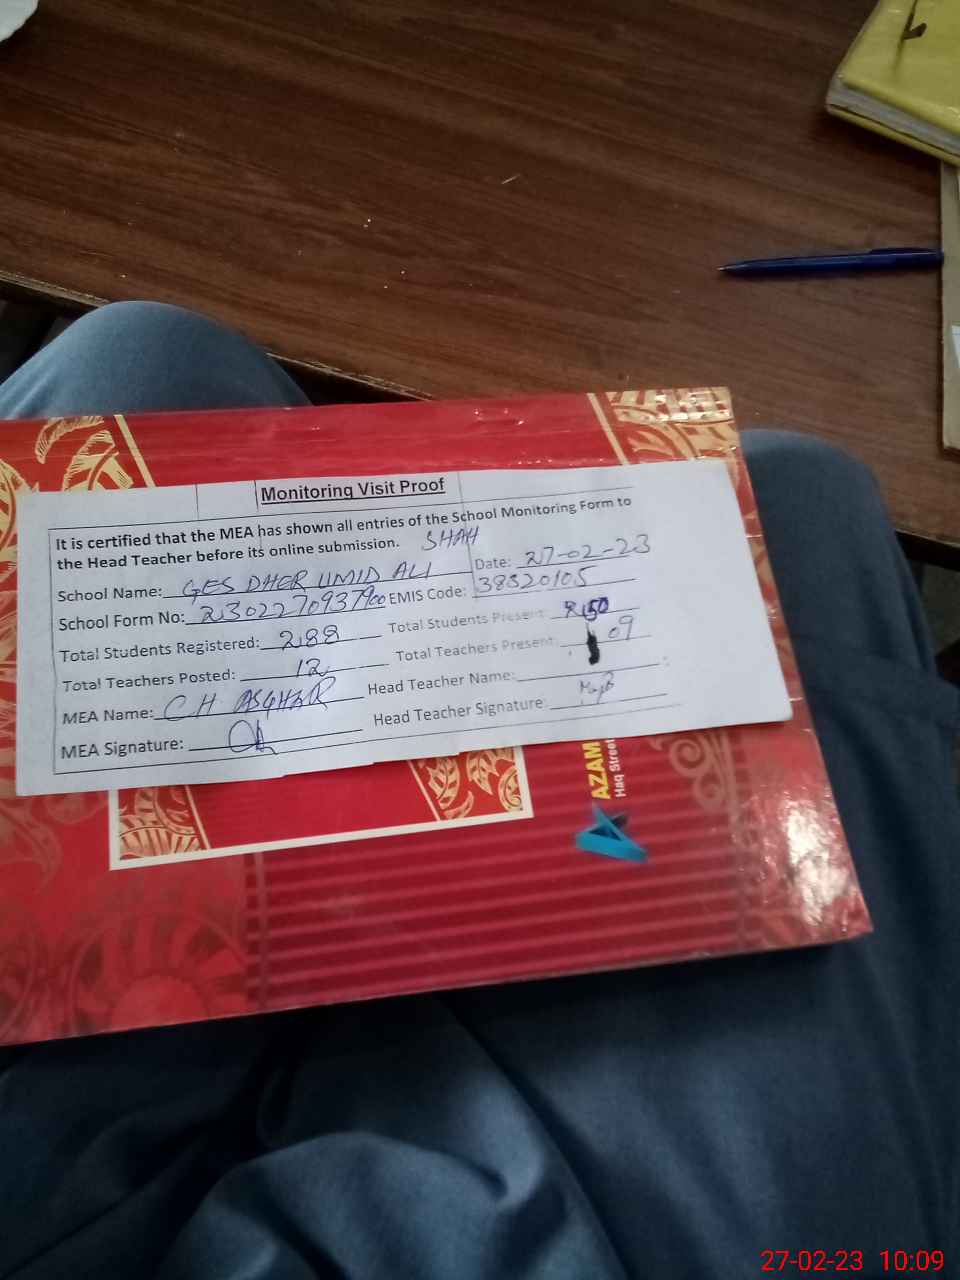 Monitoring Visit Proof
It is certified that the MEA has shown all entries of the School Monitoring Form to
the Head Teacher before its online submission. SHAH
School Name: GES DHER UMID ALI Date: 27-02-23
School Form No: 2302270937900 EMIS Code: 38320105
Total Students Registered: 288 Total Students Present: 250
Total Teachers Posted: 12 Total Teachers Present: 09
MEA Name: CH ASGHAR Head Teacher Name:
MEA Signature: Head Teacher Signature:
AZAM
Haq Street
27-02-23 10:09